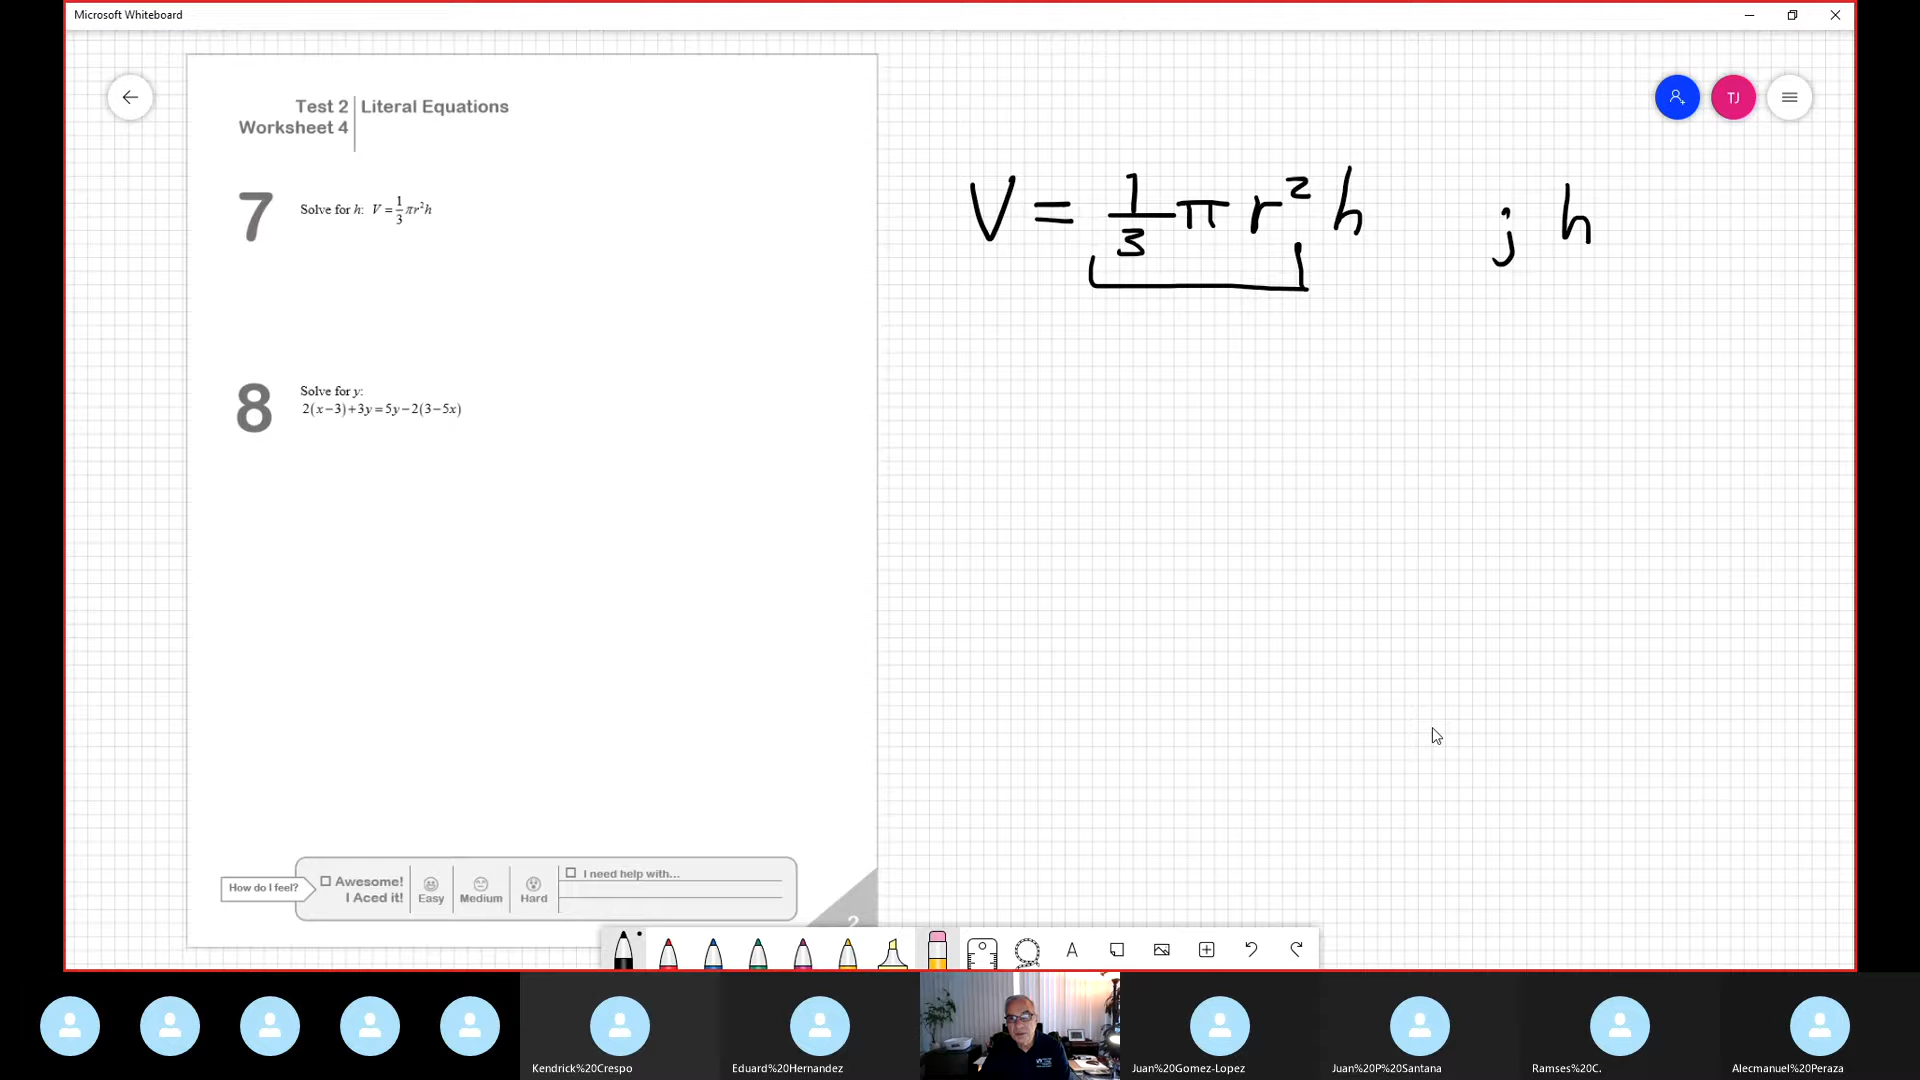 Microsoft Whiteboard
Test 2 Literal Equations
Worksheet 4
TJ
7 Solve for h: V = 1/3 πr²h
V = 1/3 π r² h ; h
8 Solve for y:
2(x−3)+3y=5y−2(3−5x)
How do I feel?
Awesome!
I Aced it!
Easy
Medium
Hard
I need help with...
2
A
Kendrick%20Crespo
Eduard%20Hernandez
Juan%20Gomez-Lopez
Juan%20P%20Santana
Ramses%20C.
Alecmanuel%20Peraza